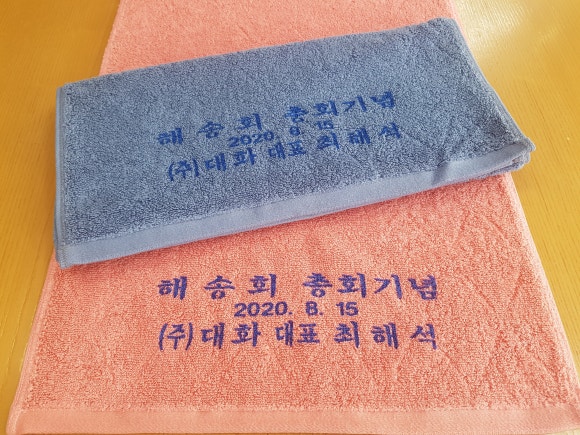 해송회 총회기념
2020. 8. 15
(주)대화 대표 최해석
해송회 총회기념
2020. 8. 15
(주)대화 대표 최해석